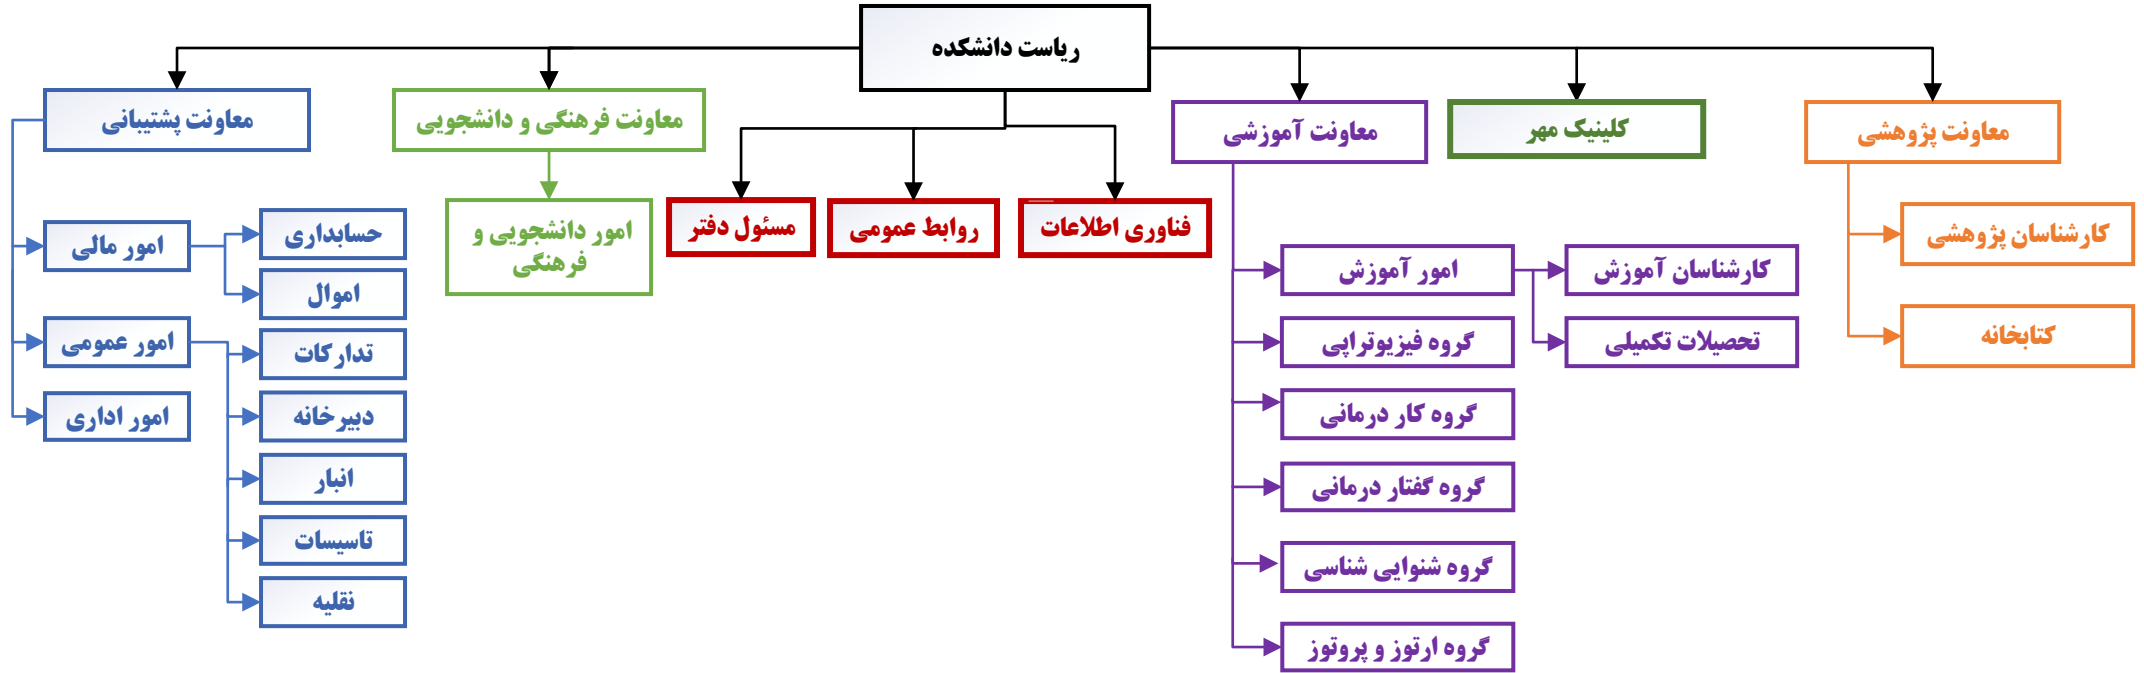 ریاست دانشکده
معاونت پژوهشی
کلینیک مهر
معاونت آموزشی
معاونت فرهنگی و دانشجویی
معاونت پشتیبانی
کارشناسان پژوهشی
کتابخانه
امور آموزش
کارشناسان آموزش
تحصیلات تکمیلی
گروه فیزیوتراپی
گروه کار درمانی
گروه گفتار درمانی
گروه شنوایی شناسی
گروه ارتوز و پروتوز
فناوری اطلاعات
روابط عمومی
مسئول دفتر
امور دانشجویی و
فرهنگی
امور مالی
حسابداری
اموال
امور عمومی
تدارکات
دبیرخانه
انبار
تاسیسات
نقلیه
امور اداری